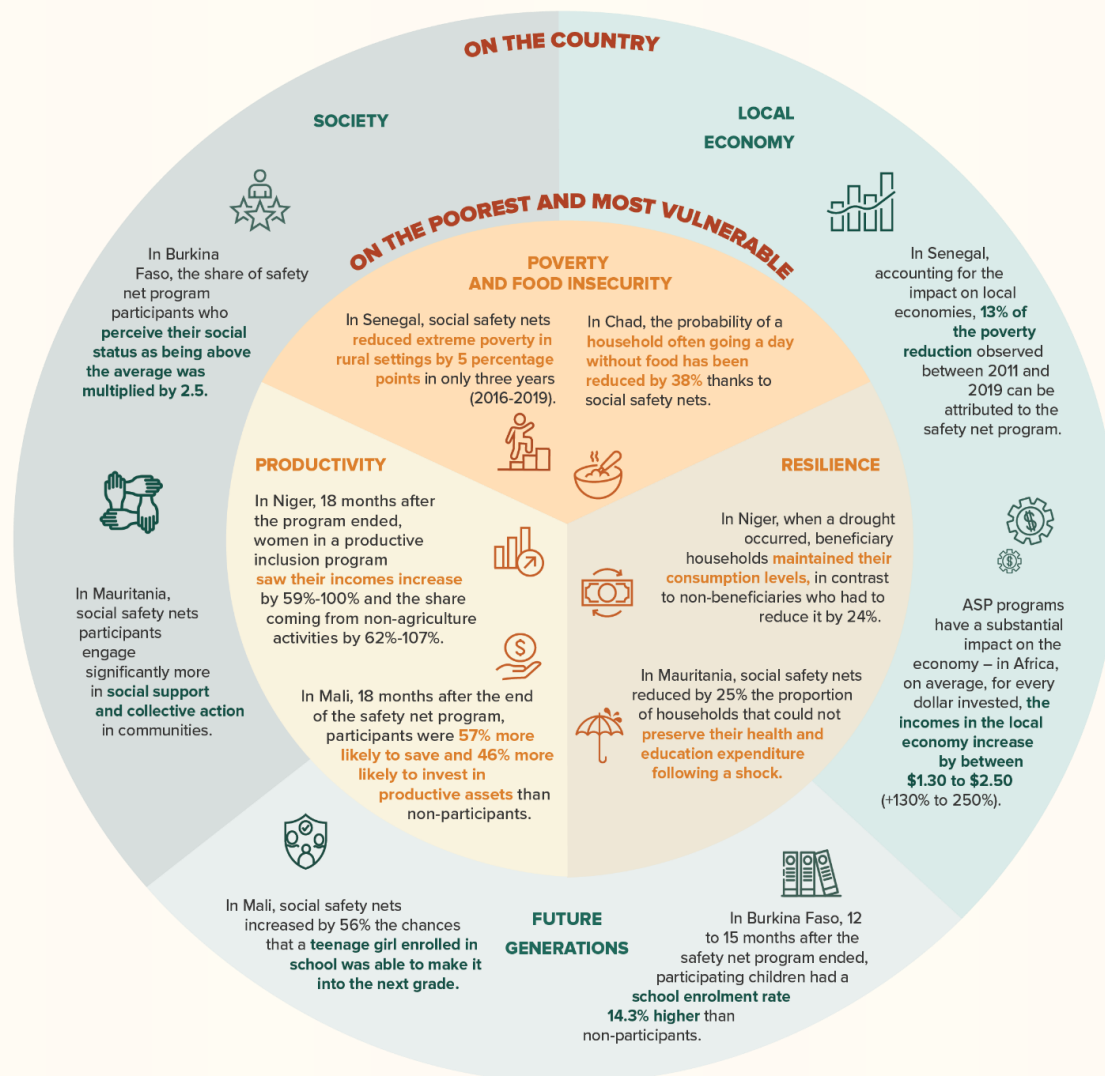 ON THE COUNTRY
SOCIETY
In Burkina
Faso, the share of safety
net program
participants who
perceive their social
status as being above
the average was
multiplied by 2.5.
In Mauritania,
social safety nets
participants
engage
significantly more
in social support
and collective action
in communities.
LOCAL
ECONOMY
In Senegal,
accounting for the
impact on local
economies, 13% of
the poverty
reduction observed
between 2011 and
2019 can be
attributed to the
safety net program.
ASP programs
have a substantial
impact on the
economy – in Africa,
on average, for every
dollar invested, the
incomes in the local
economy increase
by between
$1.30 to $2.50
(+130% to 250%).
ON THE POOREST AND MOST VULNERABLE
POVERTY
AND FOOD INSECURITY
In Senegal, social safety nets
reduced extreme poverty in
rural settings by 5 percentage
points in only three years
(2016-2019).
In Chad, the probability of a
household often going a day
without food has been
reduced by 38% thanks to
social safety nets.
PRODUCTIVITY
In Niger, 18 months after
the program ended,
women in a productive
inclusion program
saw their incomes increase
by 59%-100% and the share
coming from non-agriculture
activities by 62%-107%.
In Mali, 18 months after the end
of the safety net program,
participants were 57% more
likely to save and 46% more
likely to invest in
productive assets than
non-participants.
RESILIENCE
In Niger, when a drought
occurred, beneficiary
households maintained their
consumption levels, in contrast
to non-beneficiaries who had to
reduce it by 24%.
In Mauritania, social safety nets
reduced by 25% the proportion
of households that could not
preserve their health and
education expenditure
following a shock.
FUTURE
GENERATIONS
In Mali, social safety nets
increased by 56% the chances
that a teenage girl enrolled in
school was able to make it
into the next grade.
In Burkina Faso, 12
to 15 months after the
safety net program ended,
participating children had a
school enrolment rate
14.3% higher than
non-participants.